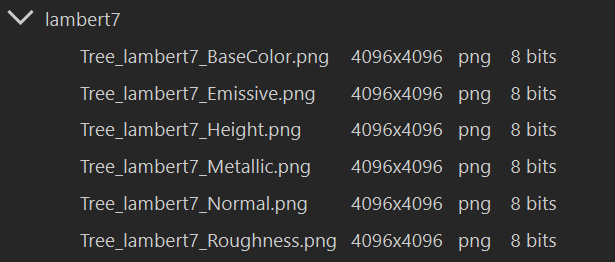 lambert7
Tree_lambert7_BaseColor.png 4096x4096 png 8 bits
Tree_lambert7_Emissive.png 4096x4096 png 8 bits
Tree_lambert7_Height.png 4096x4096 png 8 bits
Tree_lambert7_Metallic.png 4096x4096 png 8 bits
Tree_lambert7_Normal.png 4096x4096 png 8 bits
Tree_lambert7_Roughness.png 4096x4096 png 8 bits